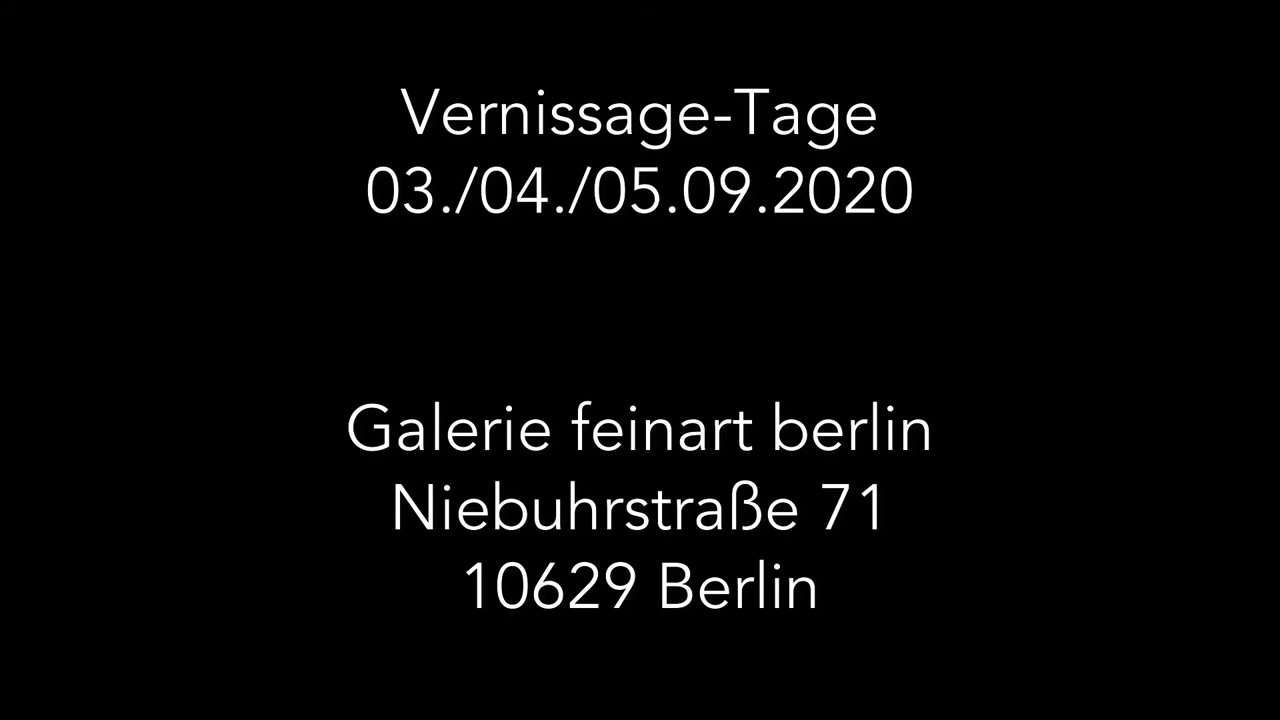 Vernissage-Tage
03./04./05.09.2020
Galerie feinart berlin
Niebuhrstraße 71
10629 Berlin